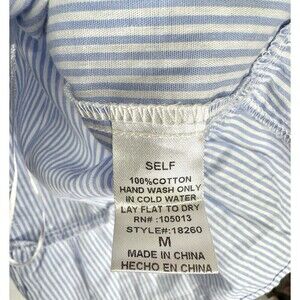 SELF
100%COTTON
HAND WASH ONLY
IN COLD WATER
LAY FLAT TO DRY
RN#: 105013
STYLE#:18260
M
MADE IN CHINA
HECHO EN CHINA